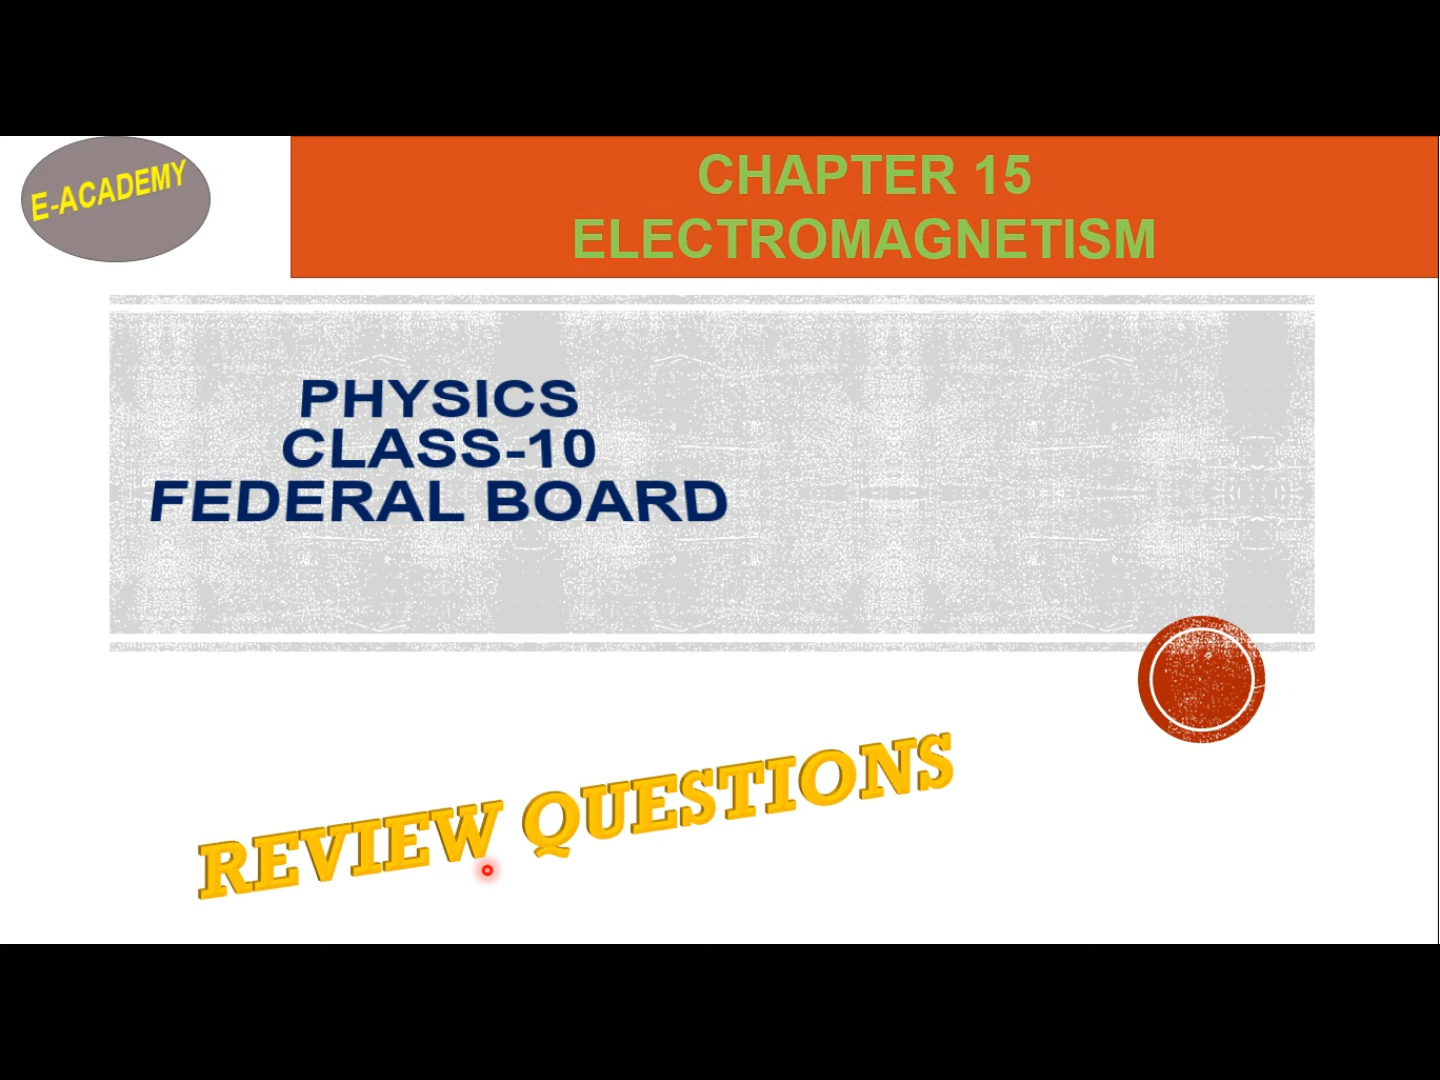 E-ACADEMY
CHAPTER 15
ELECTROMAGNETISM
PHYSICS
CLASS-10
FEDERAL BOARD
REVIEW QUESTIONS